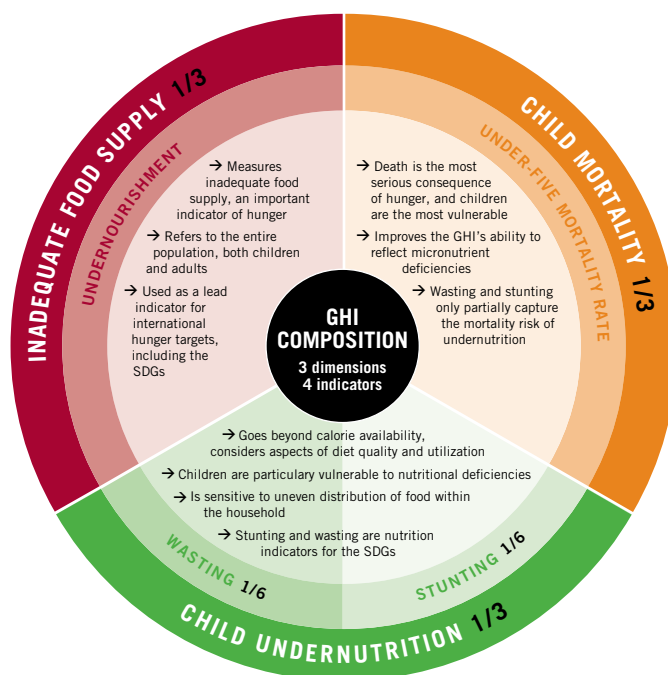 INADEQUATE FOOD SUPPLY 1/3
UNDERNOURISHMENT
→ Measures
inadequate food
supply, an important
indicator of hunger
→ Refers to the entire
population, both children
and adults
→ Used as a lead
indicator for
international
hunger targets,
including the
SDGs
CHILD MORTALITY 1/3
UNDER-FIVE MORTALITY RATE
→ Death is the most
serious consequence
of hunger, and children
are the most vulnerable
→ Improves the GHI's ability to
reflect micronutrient
deficiencies
→ Wasting and stunting
only partially capture
the mortality risk of
undernutrition
GHI
COMPOSITION
3 dimensions
4 indicators
→ Goes beyond calorie availability,
considers aspects of diet quality and utilization
→ Children are particulary vulnerable to nutritional deficiencies
→ Is sensitive to uneven distribution of food within
the household
→ Stunting and wasting are nutrition
indicators for the SDGs
WASTING 1/6
STUNTING 1/6
CHILD UNDERNUTRITION 1/3